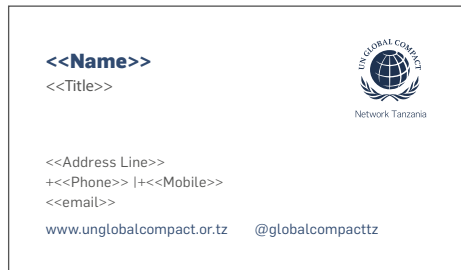 <<Name>>
<<Title>>
UN GLOBAL COMPACT
Network Tanzania
<<Address Line>>
+<<Phone>> |+<<Mobile>>
<<email>>
www.unglobalcompact.or.tz @globalcompacttz